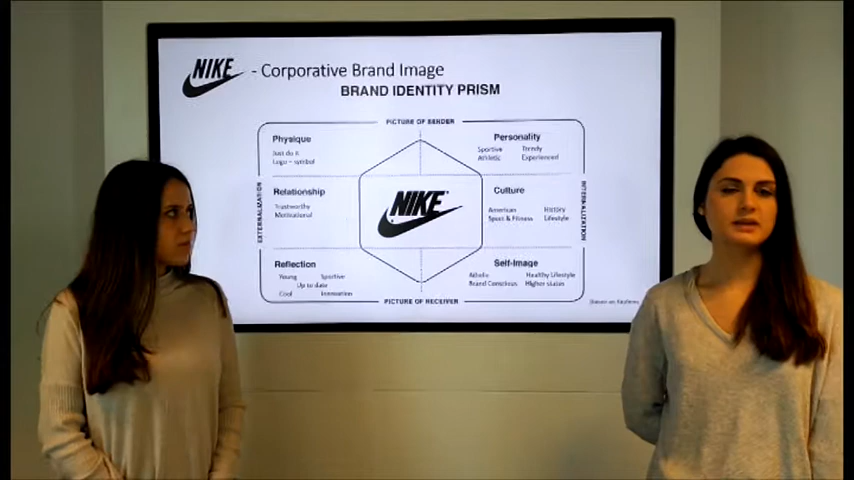 NIKE - Corporative Brand Image
BRAND IDENTITY PRISM
PICTURE OF SENDER
Physique
Just do it
Logo – symbol
Personality
Sportive Trendy
Athletic Experienced
EXTERNALIZATION
Relationship
Trustworthy
Motivational
NIKE
Culture
American History
Sport & Fitness Lifestyle
INTERNALIZATION
Reflection
Young Sportive
Up to date
Cool Innovation
Self-Image
Healthy Lifestyle
Brand Conscious Higher status
PICTURE OF RECEIVER